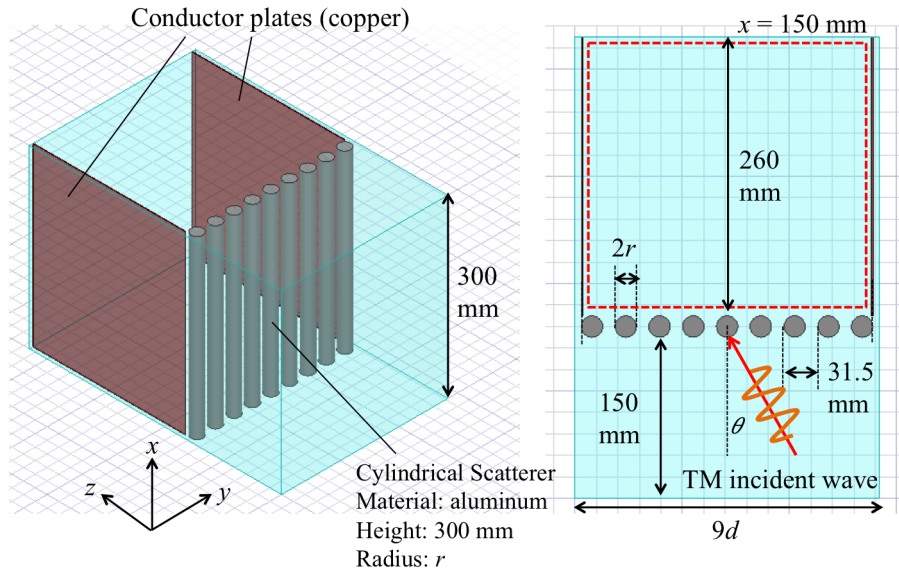 Conductor plates (copper)
300
mm
x
z
y
Cylindrical Scatterer
Material: aluminum
Height: 300 mm
Radius: r
x = 150 mm
260
mm
2r
31.5
mm
150
mm
θ
TM incident wave
9d